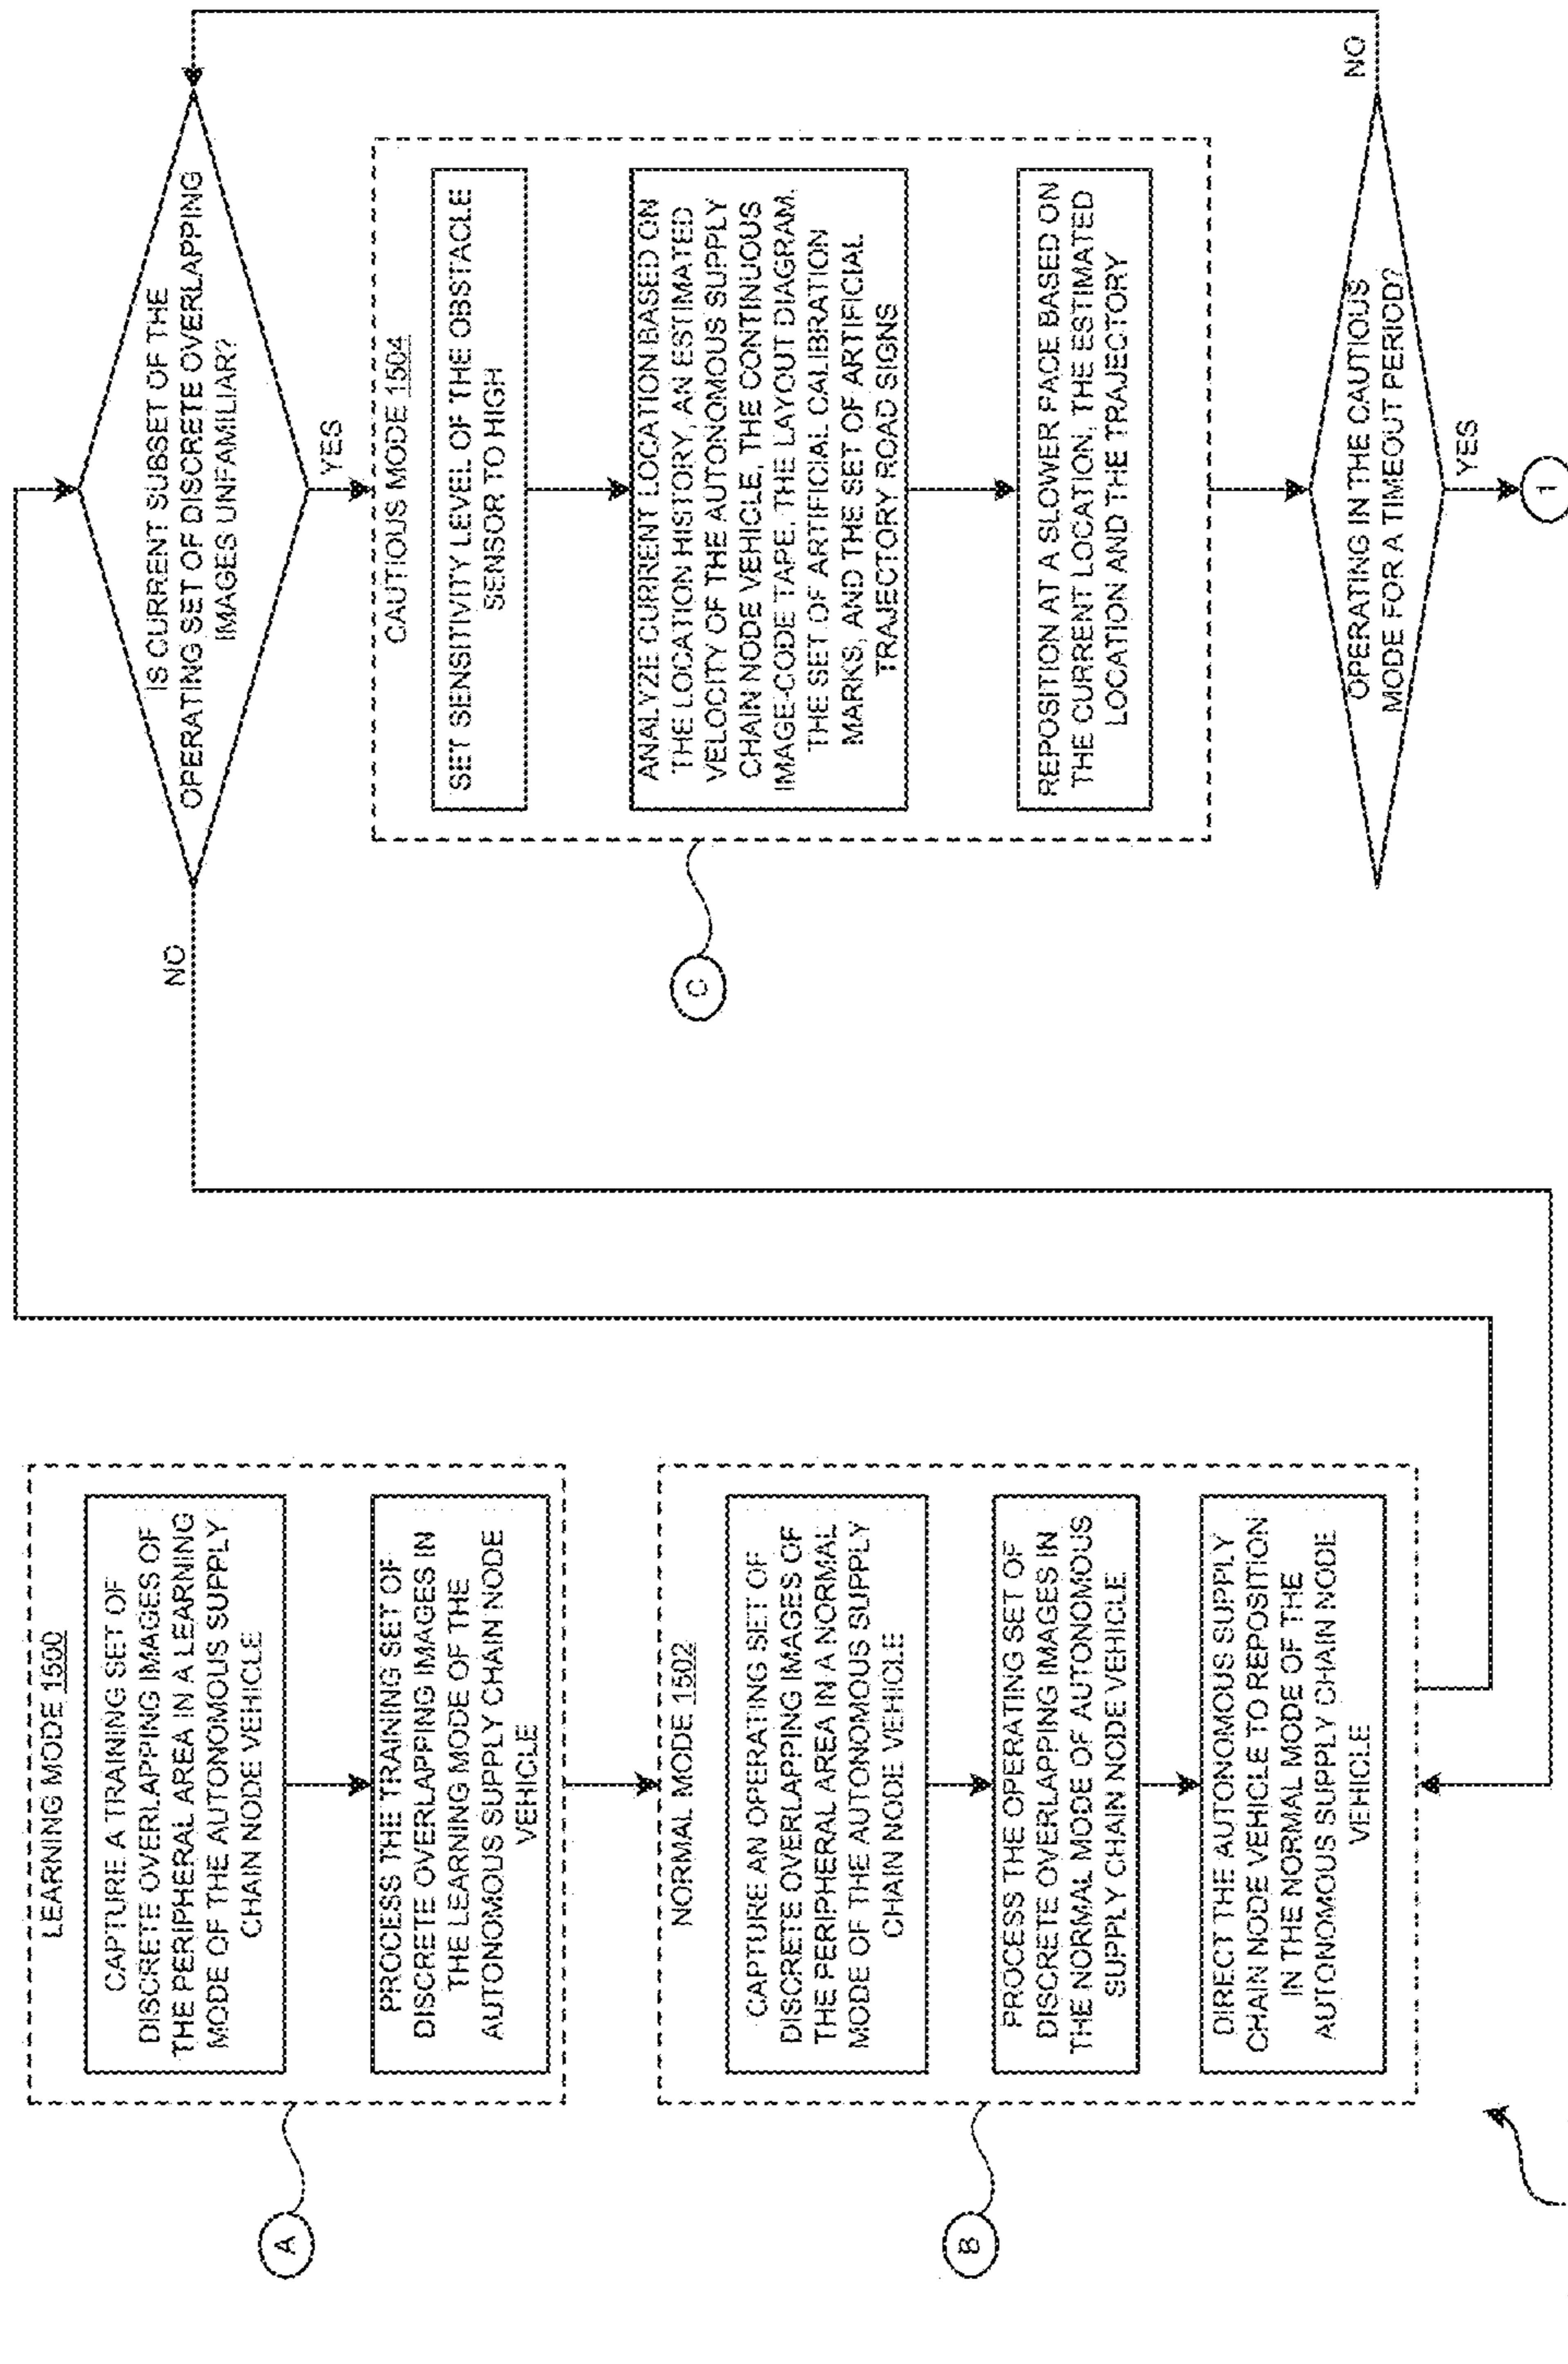 LEARNING MODE 1500
CAPTURE A TRAINING SET OF
DISCRETE OVERLAPPING IMAGES OF
THE PERIPHERAL AREA IN A LEARNING
MODE OF THE AUTONOMOUS SUPPLY
CHAIN NODE VEHICLE
PROCESS THE TRAINING SET OF
DISCRETE OVERLAPPING IMAGES IN
THE LEARNING MODE OF THE
AUTONOMOUS SUPPLY CHAIN NODE
VEHICLE
A
NORMAL MODE 1502
CAPTURE AN OPERATING SET OF
DISCRETE OVERLAPPING IMAGES OF
THE PERIPHERAL AREA IN A NORMAL
MODE OF THE AUTONOMOUS SUPPLY
CHAIN NODE VEHICLE
PROCESS THE OPERATING SET OF
DISCRETE OVERLAPPING IMAGES IN
THE NORMAL MODE OF AUTONOMOUS
SUPPLY CHAIN NODE VEHICLE
DIRECT THE AUTONOMOUS SUPPLY
CHAIN NODE VEHICLE TO REPOSITION
IN THE NORMAL MODE OF THE
AUTONOMOUS SUPPLY CHAIN NODE
VEHICLE
B
IS CURRENT SUBSET OF THE
OPERATING SET OF DISCRETE OVERLAPPING
IMAGES UNFAMILIAR?
NO
YES
CAUTIOUS MODE 1504
SET SENSITIVITY LEVEL OF THE OBSTACLE
SENSOR TO HIGH
ANALYZE CURRENT LOCATION BASED ON
THE LOCATION HISTORY, AN ESTIMATED
VELOCITY OF THE AUTONOMOUS SUPPLY
CHAIN NODE VEHICLE, THE CONTINUOUS
IMAGE-CODE TAPE, THE LAYOUT DIAGRAM,
THE SET OF ARTIFICIAL CALIBRATION
MARKS, AND THE SET OF ARTIFICIAL
TRAJECTORY ROAD SIGNS
REPOSITION AT A SLOWER PACE BASED ON
THE CURRENT LOCATION, THE ESTIMATED
LOCATION AND THE TRAJECTORY
C
OPERATING IN THE CAUTIOUS
MODE FOR A TIMEOUT PERIOD?
NO
YES
1